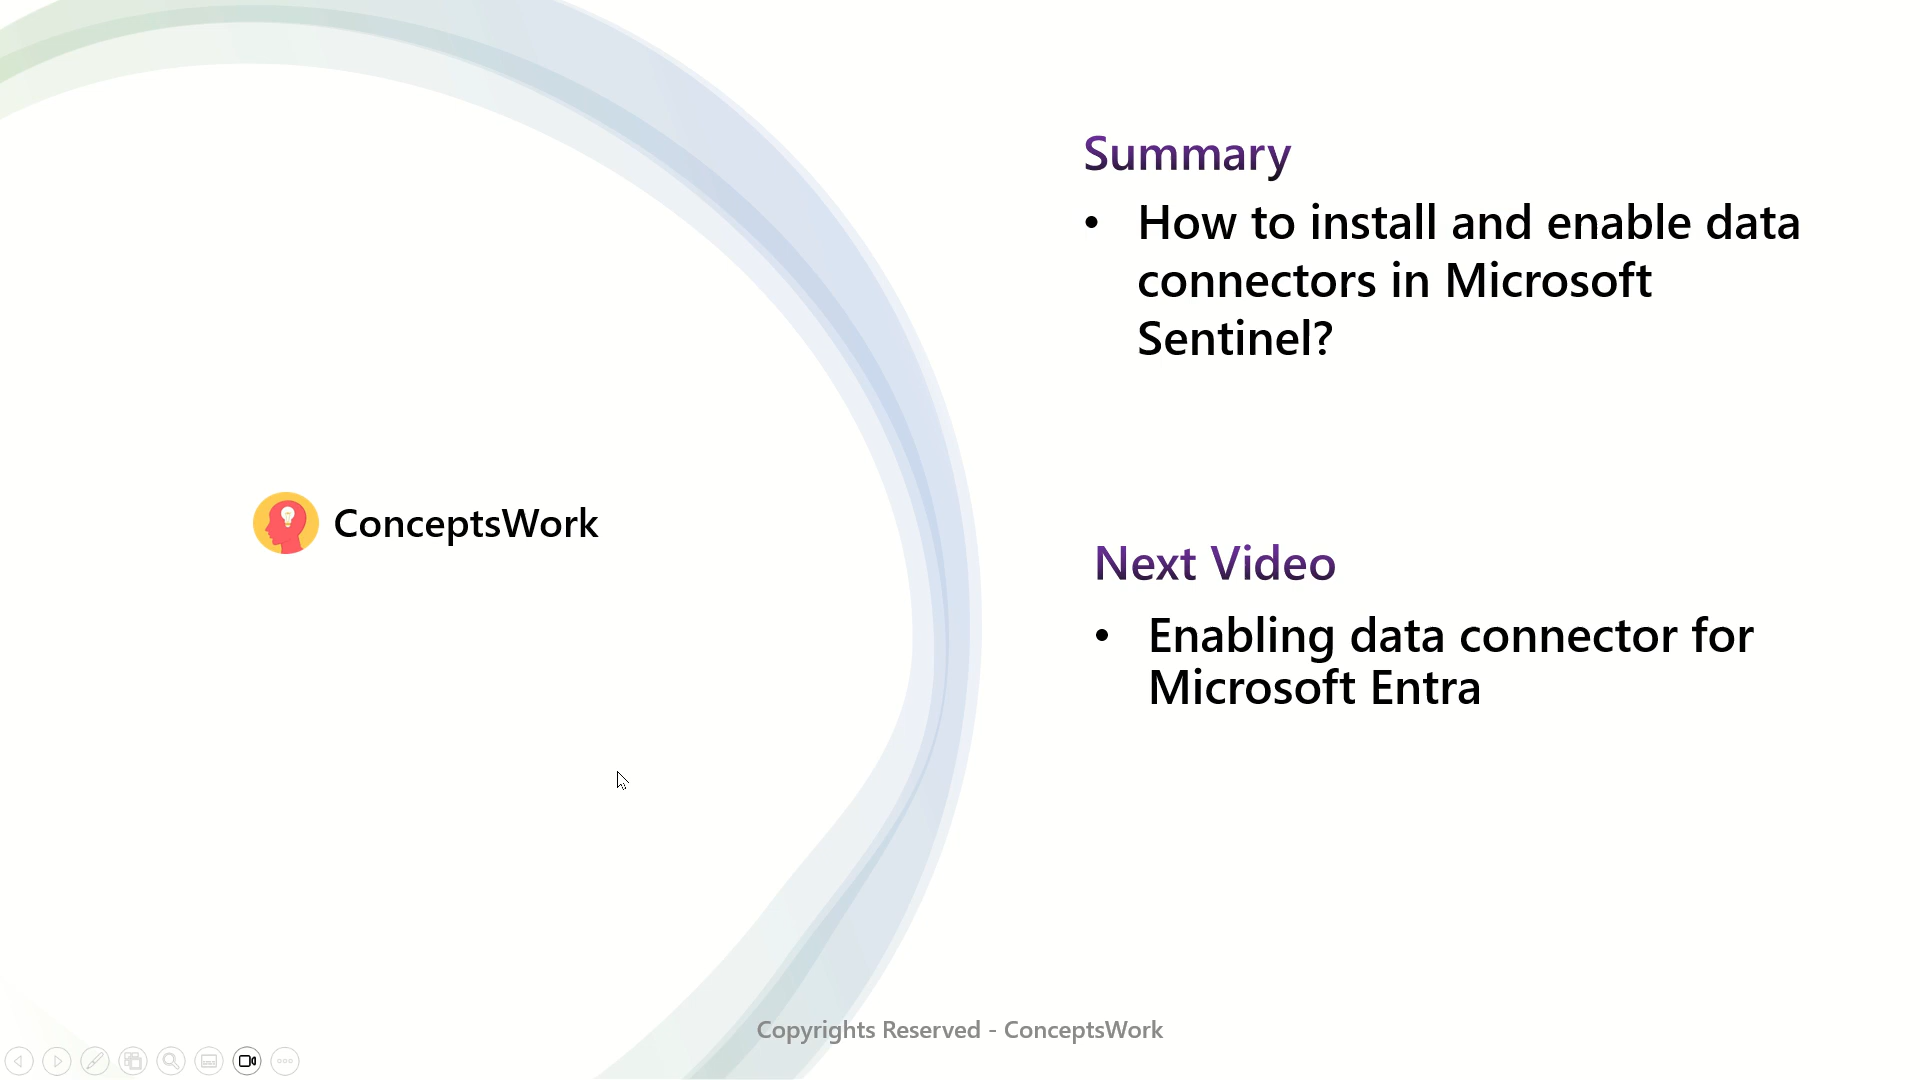 Summary
• How to install and enable data
connectors in Microsoft
Sentinel?
ConceptsWork
Next Video
• Enabling data connector for
Microsoft Entra
Copyrights Reserved - ConceptsWork